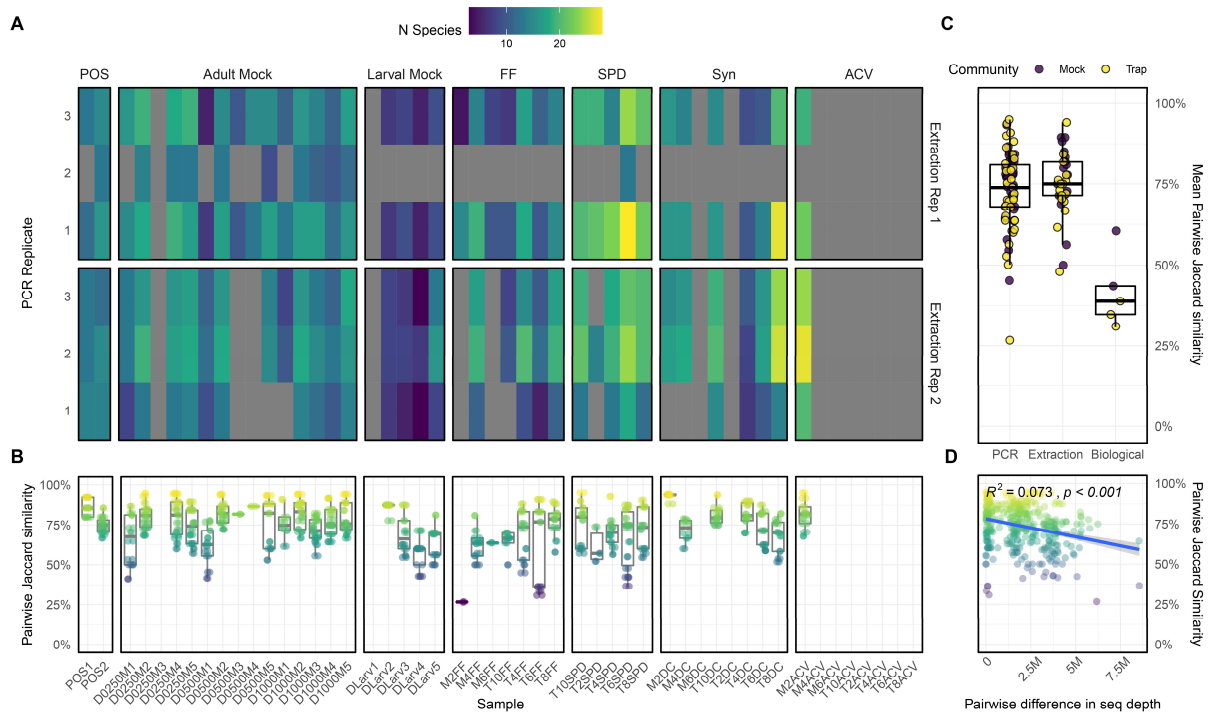 A
N Species
10 20
POS Adult Mock Larval Mock FF SPD Syn ACV
PCR Replicate
3
2
1
Extraction Rep 1
3
2
1
Extraction Rep 2
B
Pairwise Jaccard similarity
100%
75%
50%
25%
0%
POS1 POS2 D0250M1 D0250M2 D0250M3 D0250M4 D0250M5 D0500M1 D0500M2 D0500M3 D0500M4 D0500M5 D1000M1 D1000M2 D1000M3 D1000M4 D1000M5 DLarv1 DLarv2 DLarv3 DLarv4 DLarv5 M2FF M4FF M6FF T10FF T4FF T6FF T8FF T10SPD T2SPD T4SPD T6SPD T8SPD M2DC M4DC M6DC T10DC T2DC T4DC T6DC T8DC M2ACV M4ACV M6ACV T10ACV T2ACV T4ACV T6ACV T8ACV
Sample
C
Community Mock Trap
100%
75%
50%
25%
0%
Mean Pairwise Jaccard similarity
PCR Extraction Biological
D
R² = 0.073 , p < 0.001
100%
75%
50%
25%
0%
Pairwise Jaccard Similarity
0 2.5M 5M 7.5M
Pairwise difference in seq depth